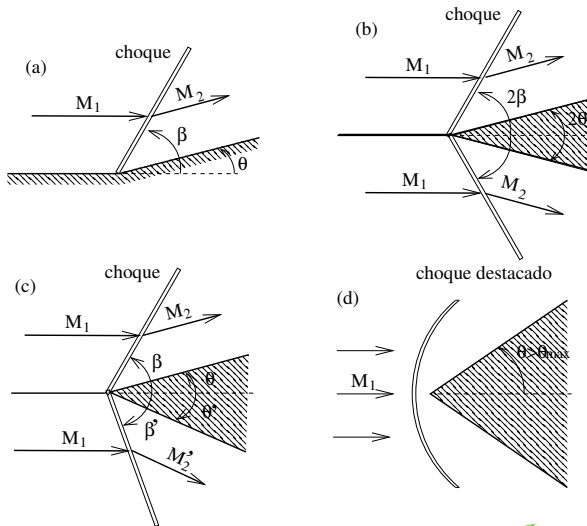 (a)
choque
M1
M2
β
θ
(b)
choque
M1
M2
2β
2θ
M1
M2
(c)
choque
M1
M2
β
θ
θ'
β'
M1
M2'
choque destacado
(d)
M1
θ>θmax